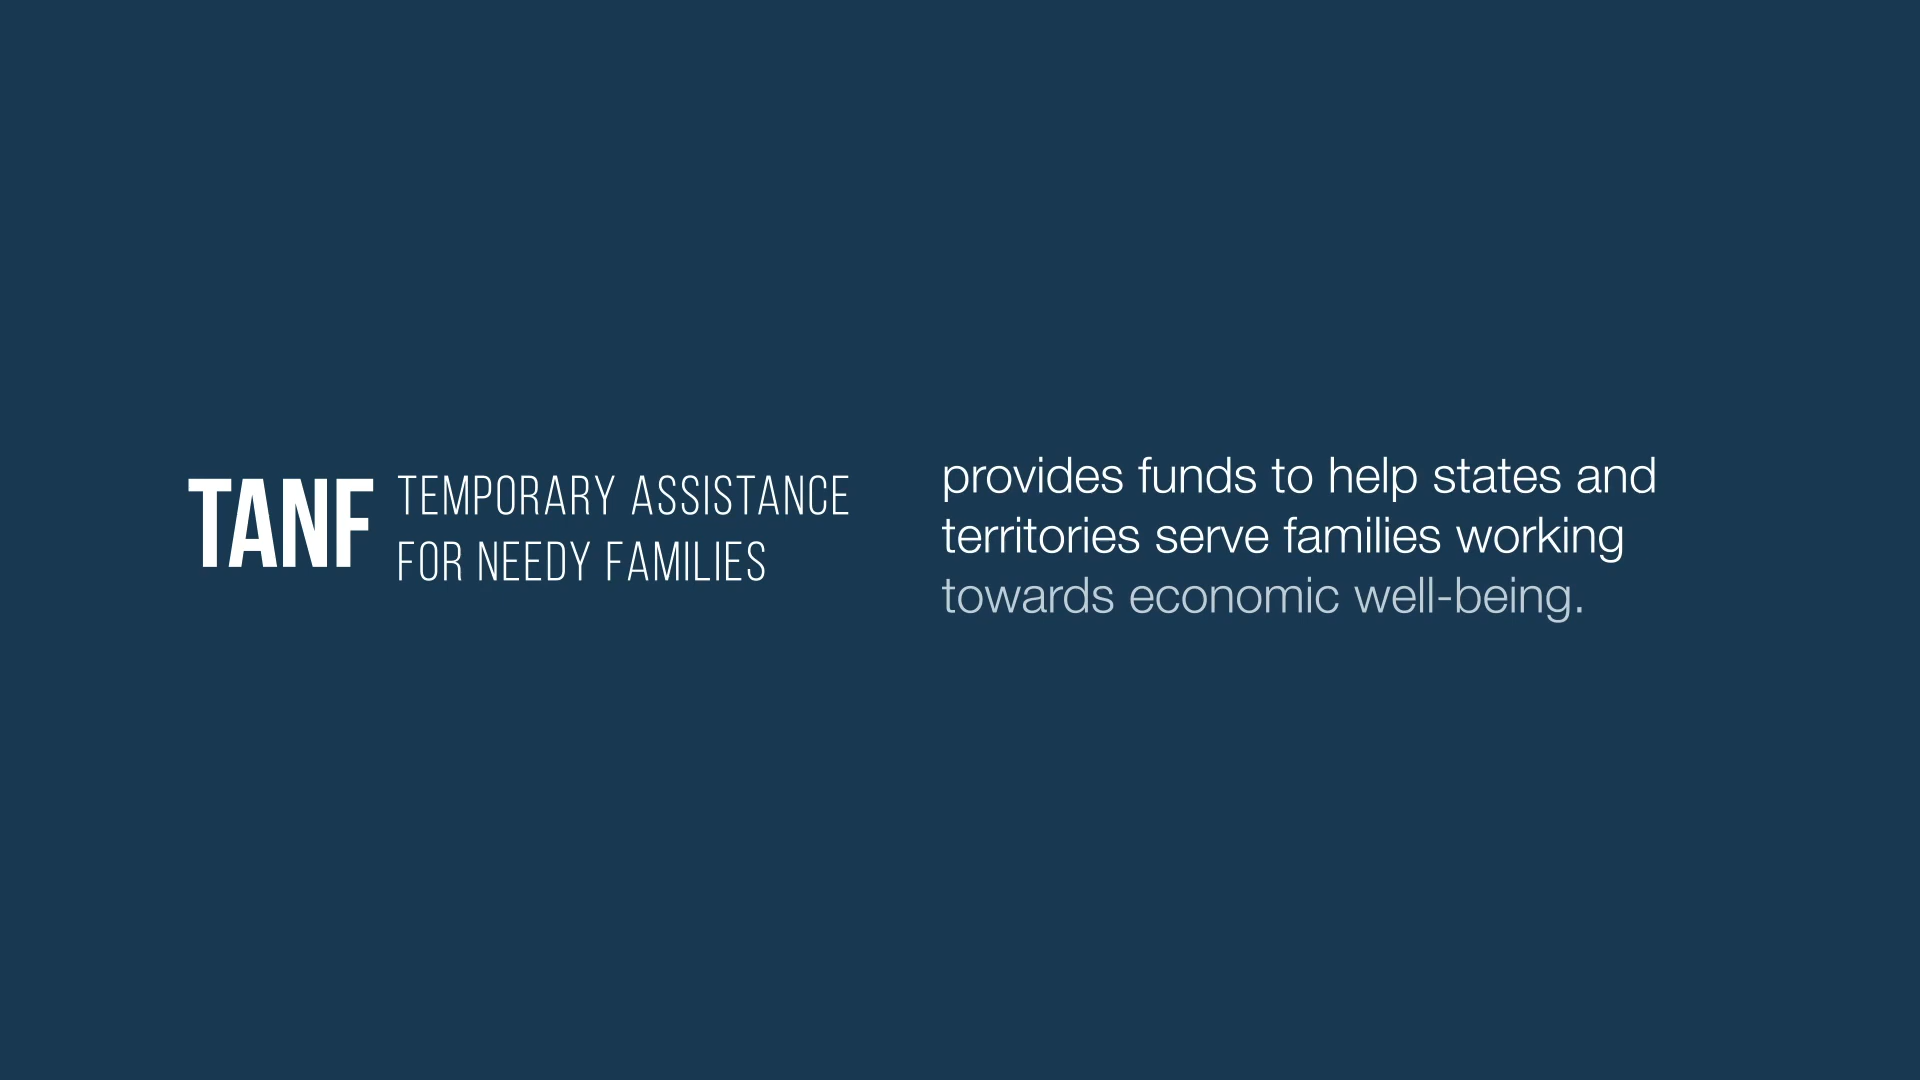 TANF
TEMPORARY ASSISTANCE
FOR NEEDY FAMILIES
provides funds to help states and
territories serve families working
towards economic well-being.